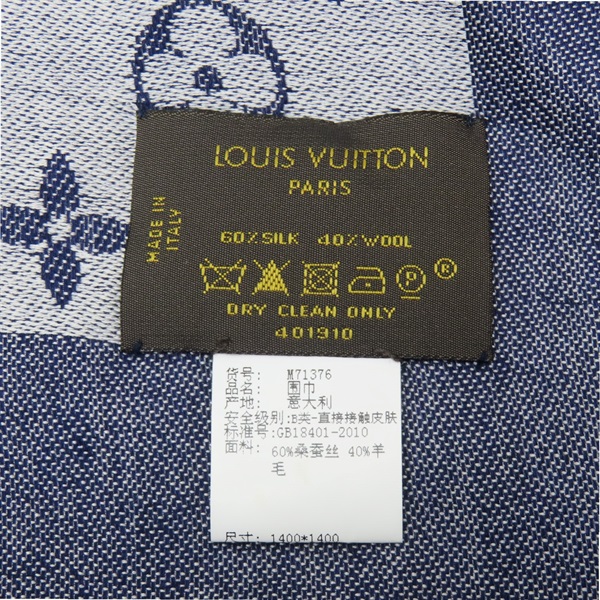 LOUIS VUITTON
PARIS
MADE IN
ITALY
60%SILK 40%WOOL
P
®
DRY CLEAN ONLY
401910
货号: M71376
品名: 围巾
产地: 意大利
安全级别:B类-直接接触皮肤
标准号:GB18401-2010
面料: 60%桑蚕丝 40%羊
毛
尺寸: 1400*1400